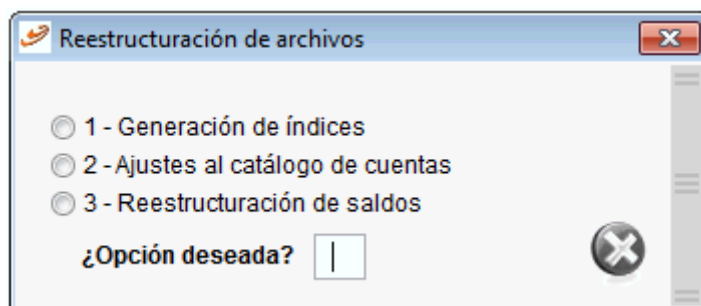 Reestructuración de archivos
1 - Generación de índices
2 - Ajustes al catálogo de cuentas
3 - Reestructuración de saldos
¿Opción deseada?